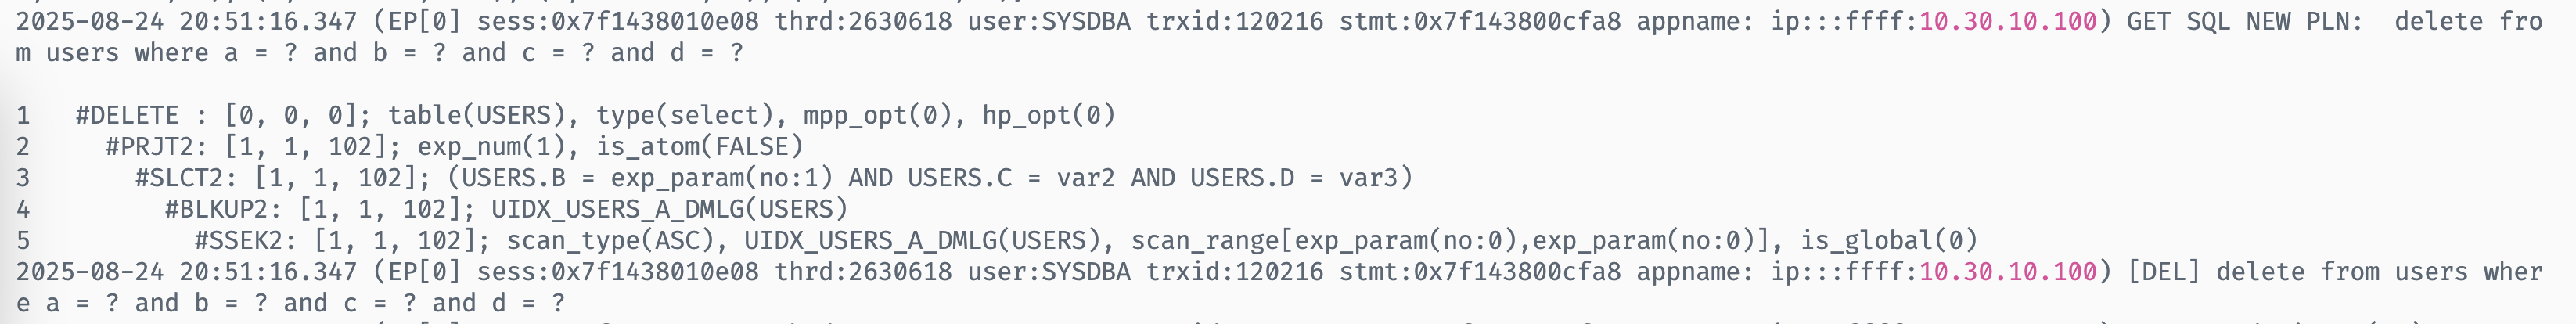 2025-08-24 20:51:16.347 (EP[0] sess:0x7f1438010e08 thrd:2630618 user:SYSDBA trxid:120216 stmt:0x7f143800cfa8 appname: ip:::ffff:10.30.10.100) GET SQL NEW PLN:  delete fro
m users where a = ? and b = ? and c = ? and d = ?
1   #DELETE : [0, 0, 0]; table(USERS), type(select), mpp_opt(0), hp_opt(0)
2     #PRJT2: [1, 1, 102]; exp_num(1), is_atom(FALSE)
3       #SLCT2: [1, 1, 102]; (USERS.B = exp_param(no:1) AND USERS.C = var2 AND USERS.D = var3)
4         #BLKUP2: [1, 1, 102]; UIDX_USERS_A_DMLG(USERS)
5           #SSEK2: [1, 1, 102]; scan_type(ASC), UIDX_USERS_A_DMLG(USERS), scan_range[exp_param(no:0),exp_param(no:0)], is_global(0)
2025-08-24 20:51:16.347 (EP[0] sess:0x7f1438010e08 thrd:2630618 user:SYSDBA trxid:120216 stmt:0x7f143800cfa8 appname: ip:::ffff:10.30.10.100) [DEL] delete from users wher
e a = ? and b = ? and c = ? and d = ?